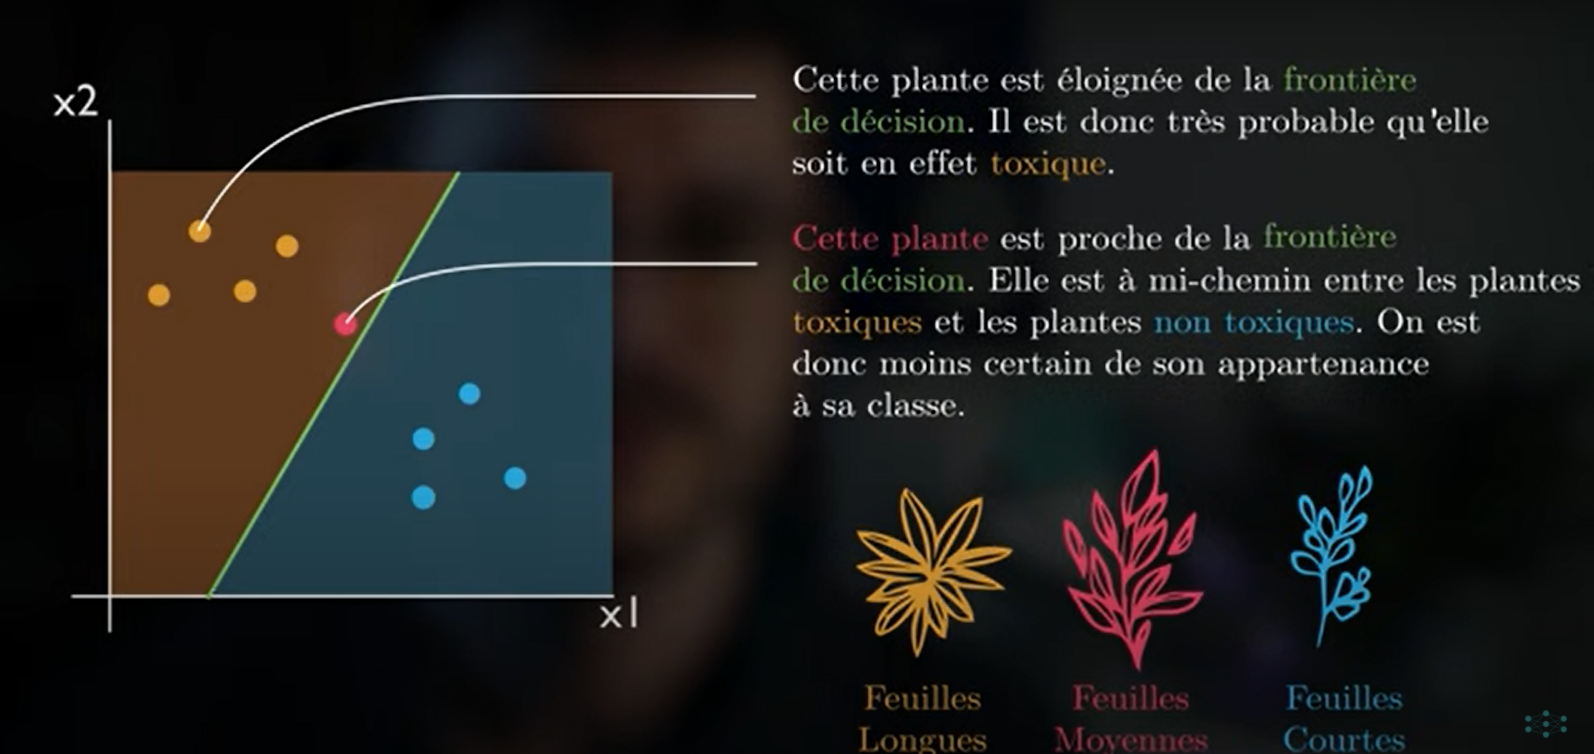 x2
Cette plante est éloignée de la frontière
de décision. Il est donc très probable qu'elle
soit en effet toxique.
Cette plante est proche de la frontière
de décision. Elle est à mi-chemin entre les plantes
toxiques et les plantes non toxiques. On est
donc moins certain de son appartenance
à sa classe.
x1
Feuilles
Longues
Feuilles
Moyennes
Feuilles
Courtes